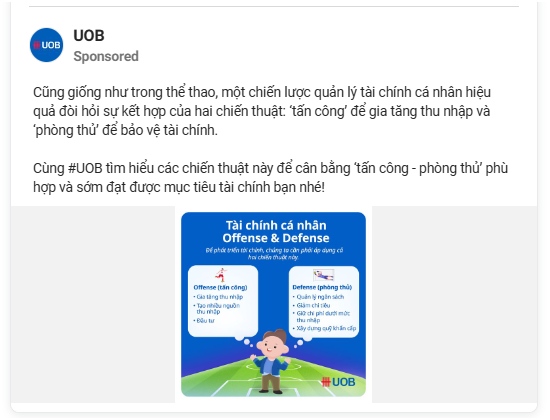 UOB
UOB
Sponsored
Cũng giống như trong thể thao, một chiến lược quản lý tài chính cá nhân hiệu
quả đòi hỏi sự kết hợp của hai chiến thuật: ‘tấn công’ để gia tăng thu nhập và
‘phòng thủ’ để bảo vệ tài chính.
Cùng #UOB tìm hiểu các chiến thuật này để cân bằng ‘tấn công - phòng thủ’ phù
hợp và sớm đạt được mục tiêu tài chính bạn nhé!
Tài chính cá nhân
Offense & Defense
Để phát triển tài chính, chúng ta cần phải áp dụng cả
hai chiến thuật này.
Offense (tấn công)
• Gia tăng thu nhập
• Tạo nhiều nguồn
thu nhập
• Đầu tư
Defense (phòng thủ)
• Quản lý ngân sách
• Giảm chi tiêu
• Giữ chi phí dưới mức
thu nhập
• Xây dựng quỹ khẩn cấp
UOB